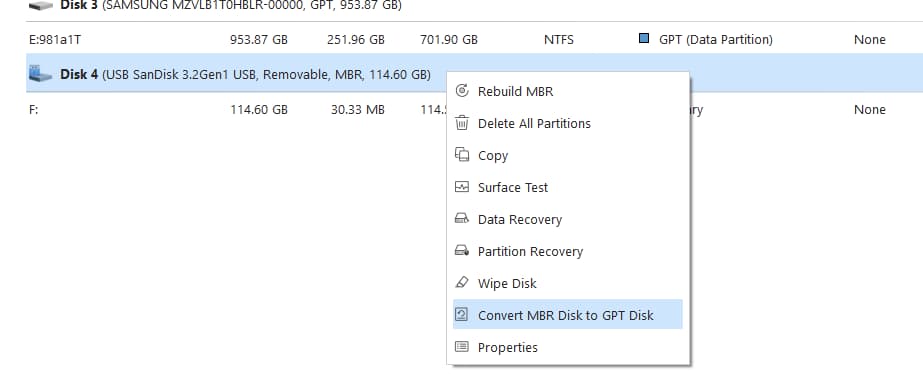 Disk 3 (SAMSUNG MZVLB1T0HBLR-00000, GPT, 953.87 GB)
E:981a1T 953.87 GB 251.96 GB 701.90 GB NTFS GPT (Data Partition) None
Disk 4 (USB SanDisk 3.2Gen1 USB, Removable, MBR, 114.60 GB)
F: 114.60 GB 30.33 MB 114. ry None
Rebuild MBR
Delete All Partitions
Copy
Surface Test
Data Recovery
Partition Recovery
Wipe Disk
Convert MBR Disk to GPT Disk
Properties